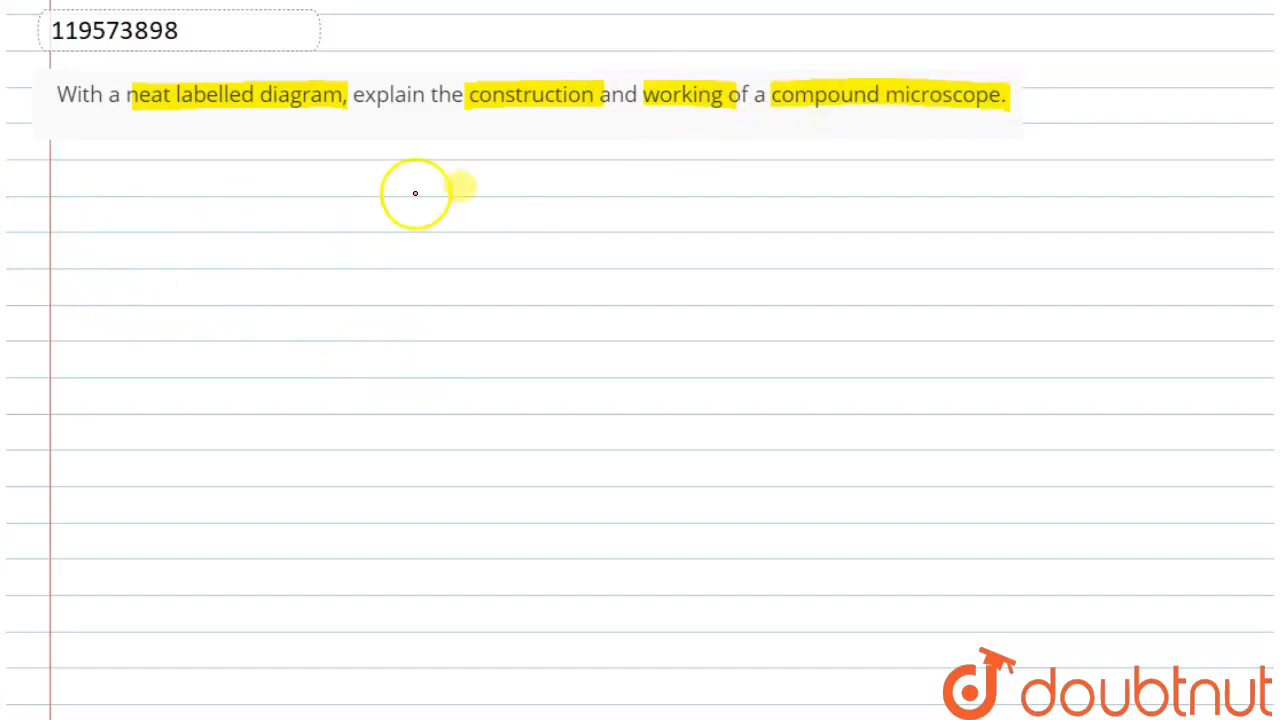 119573898
With a neat labelled diagram, explain the construction and working of a compound microscope.
doubtnut